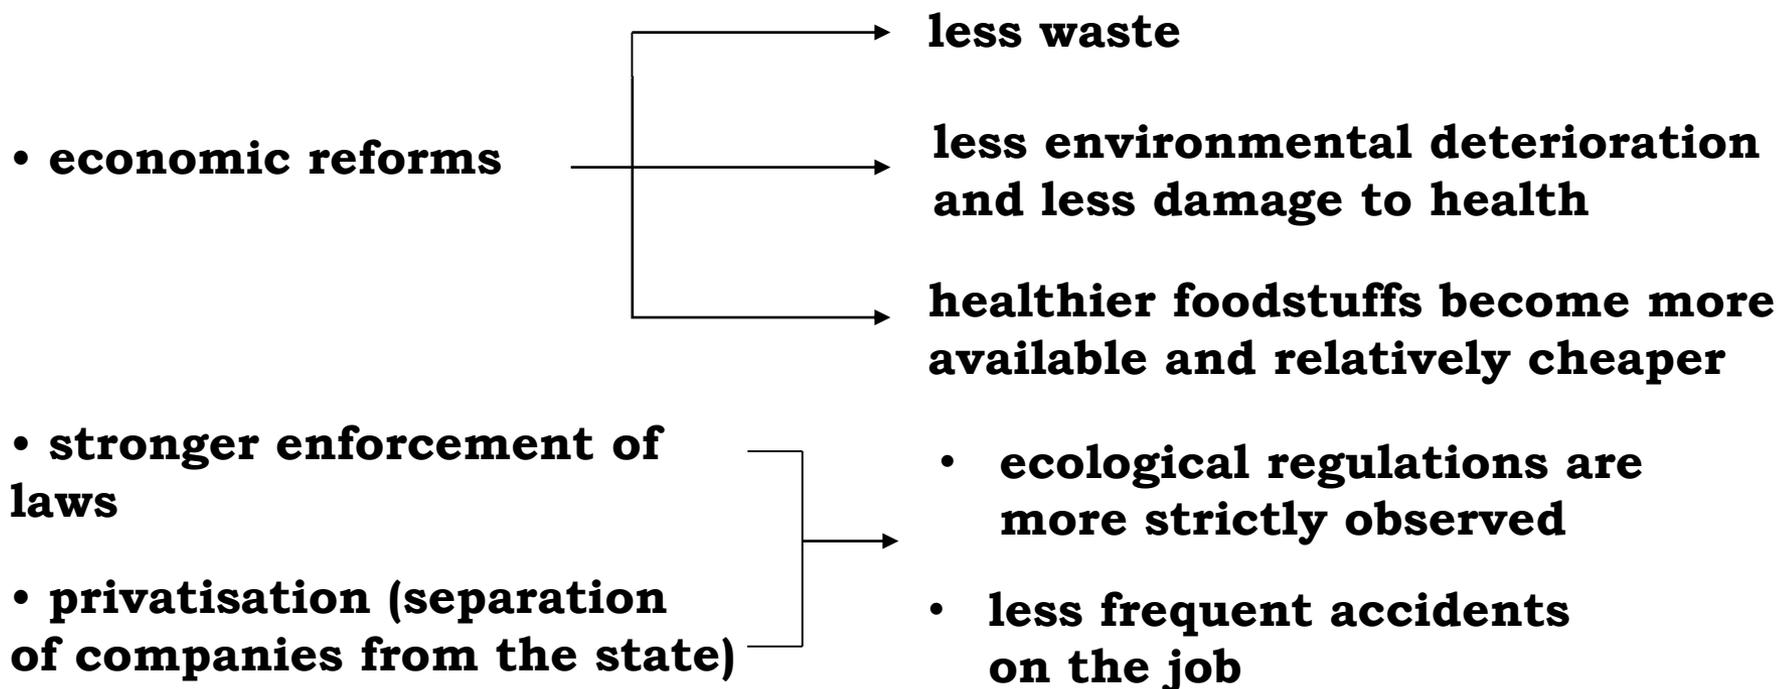 less waste
• economic reforms
less environmental deterioration
and less damage to health
healthier foodstuffs become more
available and relatively cheaper
• stronger enforcement of
laws
• privatisation (separation
of companies from the state)
• ecological regulations are
more strictly observed
• less frequent accidents
on the job